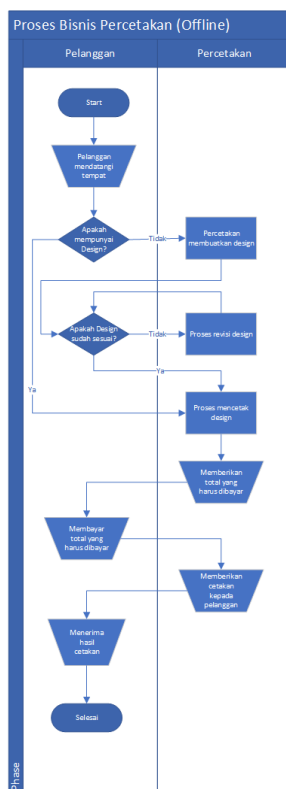 Proses Bisnis Percetakan (Offline)
Pelanggan
Percetakan
Start
Pelanggan
mendatangi
tempat
Apakah
mempunyai
Design?
Tidak
Percetakan
membuatkan design
Apakah Design
sudah sesuai?
Tidak
Proses revisi design
Ya
Ya
Proses mencetak
design
Memberikan
total yang
harus dibayar
Membayar
total yang
harus dibayar
Memberikan
cetakan
kepada
pelanggan
Menerima
hasil
cetakan
Selesai
Phase